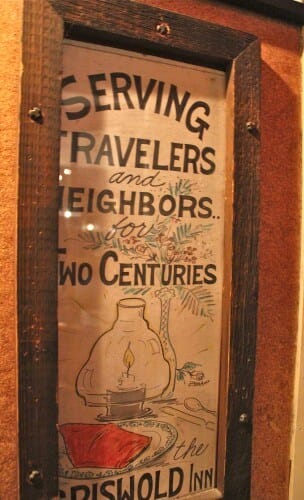 SERVING
TRAVELERS
and
NEIGHBORS..
for
TWO CENTURIES
the
GRISWOLD INN